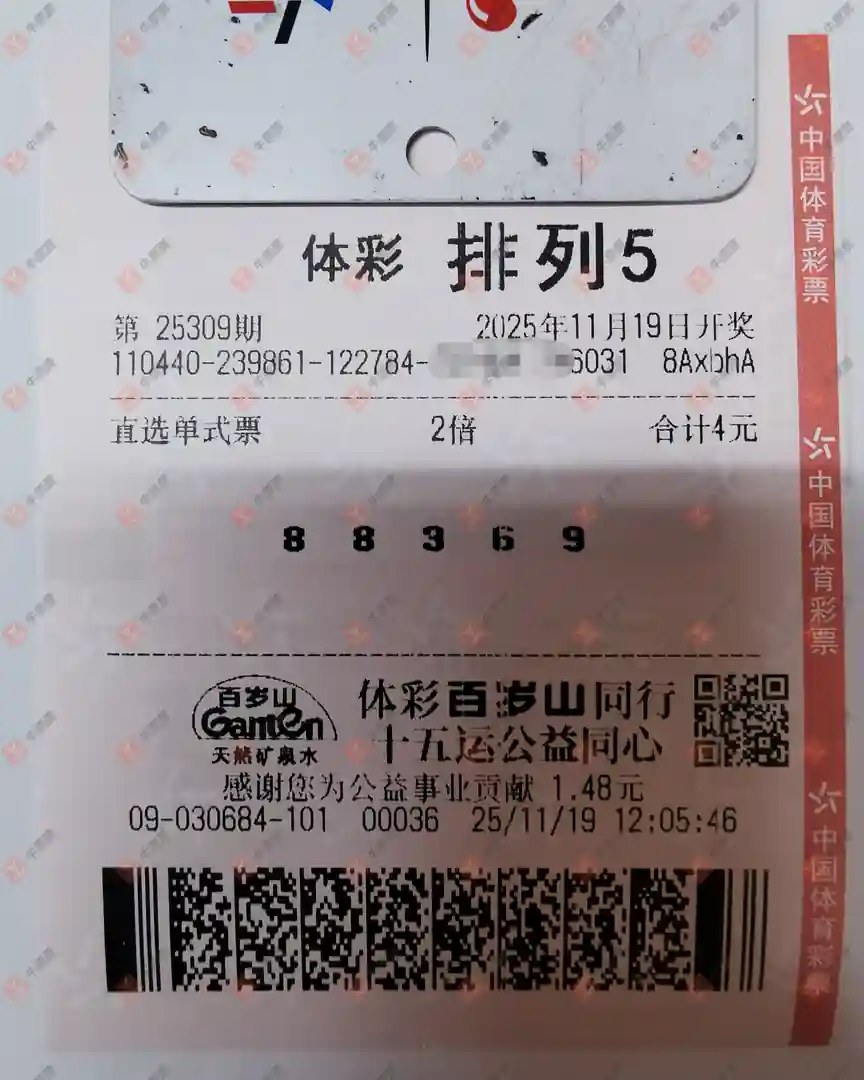 体彩 排列5
第 25309期 2025年11月19日开奖
110440-239861-122784- 6031 8AxbhA
直选单式票 2倍 合计4元
8 8 3 6 9
百岁山
Ganten
天然矿泉水
体彩百岁山同行
十五运公益同心
感谢您为公益事业贡献 1.48元
09-030684-101 00036 25/11/19 12:05:46
中国体育彩票
中国体育彩票
中国体育彩票